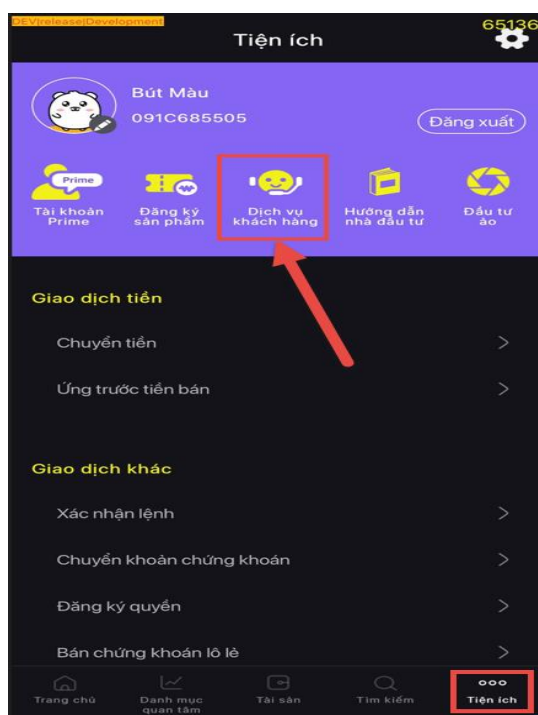 DEV|release|Development
65136
Tiện ích
Bút Màu
091C685505
Đăng xuất
Prime
Tài khoản
Prime
Đăng ký
sản phẩm
Dịch vụ
khách hàng
Hướng dẫn
nhà đầu tư
Đầu tư
ảo
Giao dịch tiền
Chuyển tiền
Ứng trước tiền bán
Giao dịch khác
Xác nhận lệnh
Chuyển khoản chứng khoán
Đăng ký quyền
Bán chứng khoán lô lẻ
Trang chủ
Danh mục
quan tâm
Tài sản
Tìm kiếm
Tiện ích